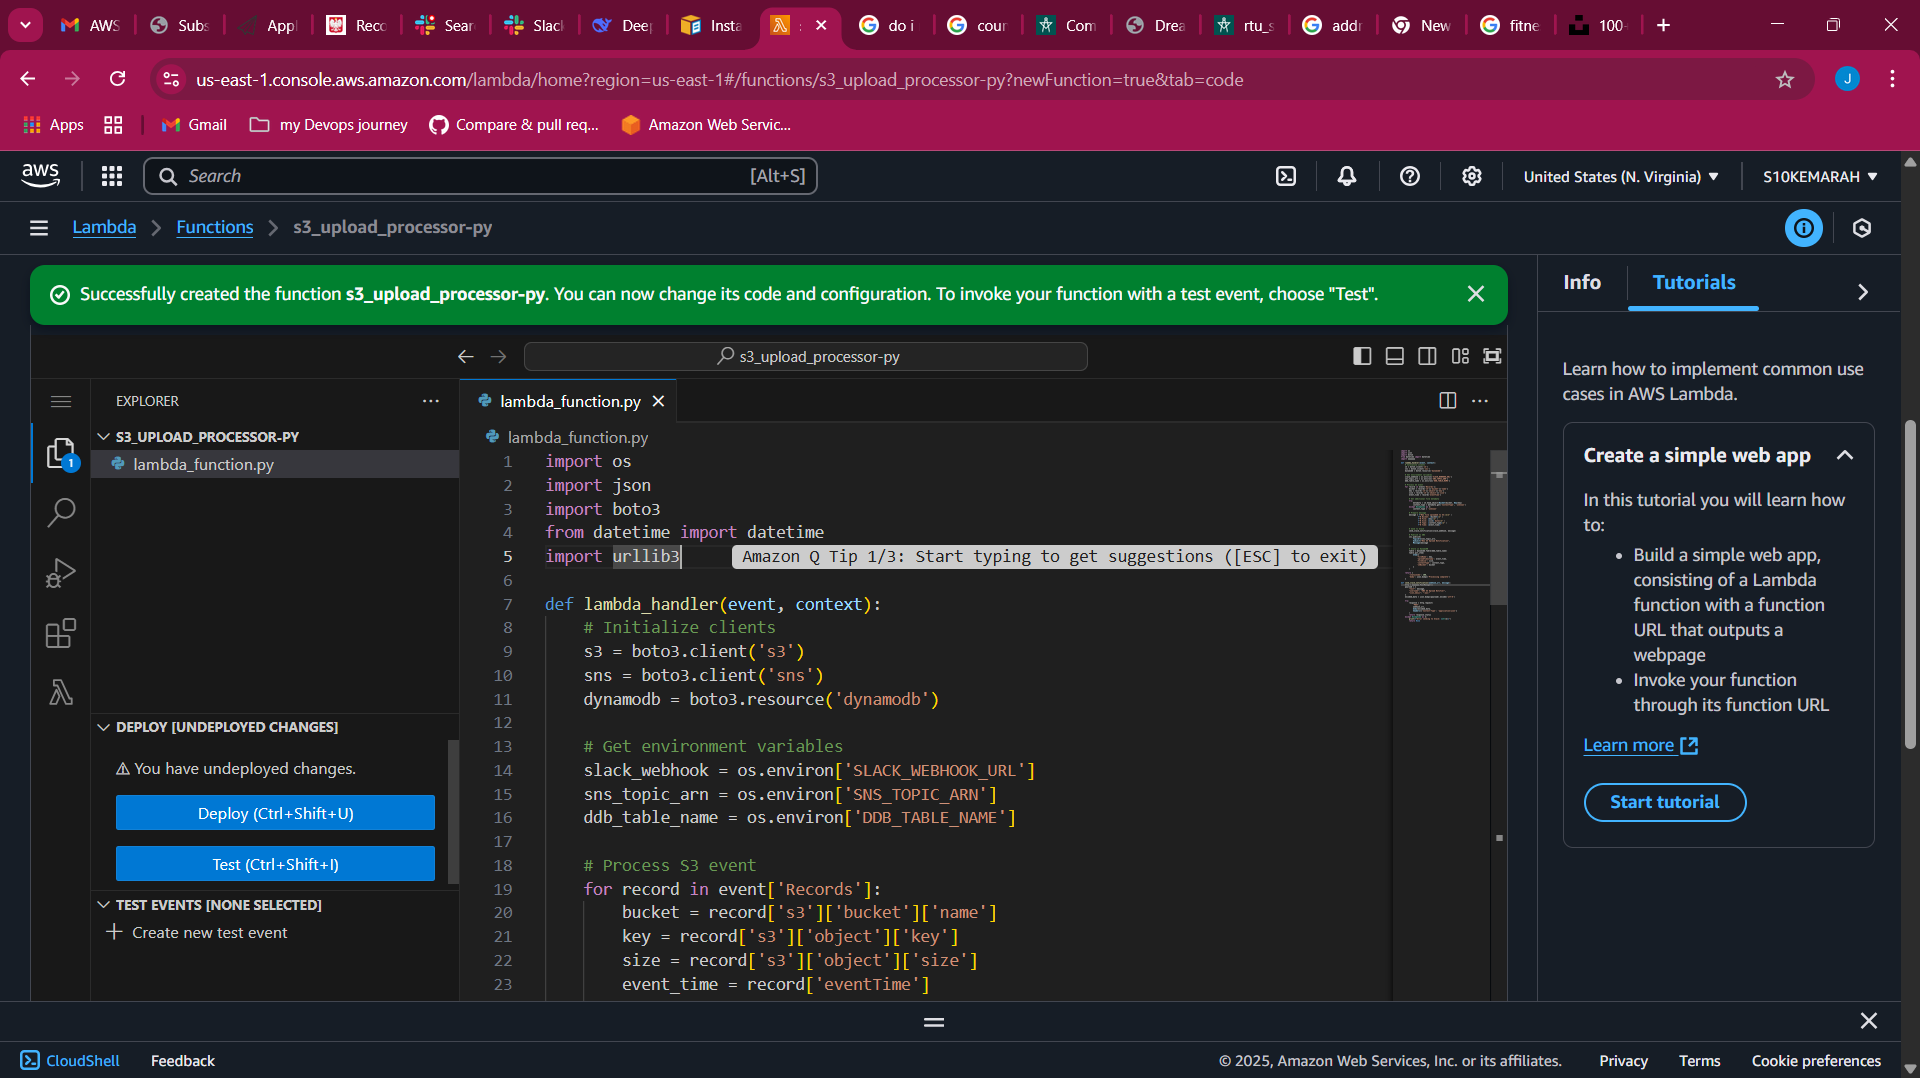 AWS
Subs
Appl
Reco
Sear
Slack
Deep
Insta
do i
cour
Com
Drea
rtu_s
addr
New
fitne
100+
us-east-1.console.aws.amazon.com/lambda/home?region=us-east-1#/functions/s3_upload_processor-py?newFunction=true&tab=code
J
Apps
Gmail
my Devops journey
Compare & pull req...
Amazon Web Servic...
aws
Search
[Alt+S]
United States (N. Virginia)
S10KEMARAH
Lambda
Functions
s3_upload_processor-py
Successfully created the function s3_upload_processor-py. You can now change its code and configuration. To invoke your function with a test event, choose "Test".
s3_upload_processor-py
EXPLORER
S3_UPLOAD_PROCESSOR-PY
lambda_function.py
1
DEPLOY [UNDEPLOYED CHANGES]
You have undeployed changes.
Deploy (Ctrl+Shift+U)
Test (Ctrl+Shift+I)
TEST EVENTS [NONE SELECTED]
Create new test event
lambda_function.py
lambda_function.py
1 import os
2 import json
3 import boto3
4 from datetime import datetime
5 import urllib3 Amazon Q Tip 1/3: Start typing to get suggestions ([ESC] to exit)
6
7 def lambda_handler(event, context):
8 # Initialize clients
9 s3 = boto3.client('s3')
10 sns = boto3.client('sns')
11 dynamodb = boto3.resource('dynamodb')
12
13 # Get environment variables
14 slack_webhook = os.environ['SLACK_WEBHOOK_URL']
15 sns_topic_arn = os.environ['SNS_TOPIC_ARN']
16 ddb_table_name = os.environ['DDB_TABLE_NAME']
17
18 # Process S3 event
19 for record in event['Records']:
20 bucket = record['s3']['bucket']['name']
21 key = record['s3']['object']['key']
22 size = record['s3']['object']['size']
23 event_time = record['eventTime']
Info
Tutorials
Learn how to implement common use
cases in AWS Lambda.
Create a simple web app
In this tutorial you will learn how
to:
• Build a simple web app,
consisting of a Lambda
function with a function
URL that outputs a
webpage
• Invoke your function
through its function URL
Learn more
Start tutorial
CloudShell
Feedback
© 2025, Amazon Web Services, Inc. or its affiliates.
Privacy
Terms
Cookie preferences